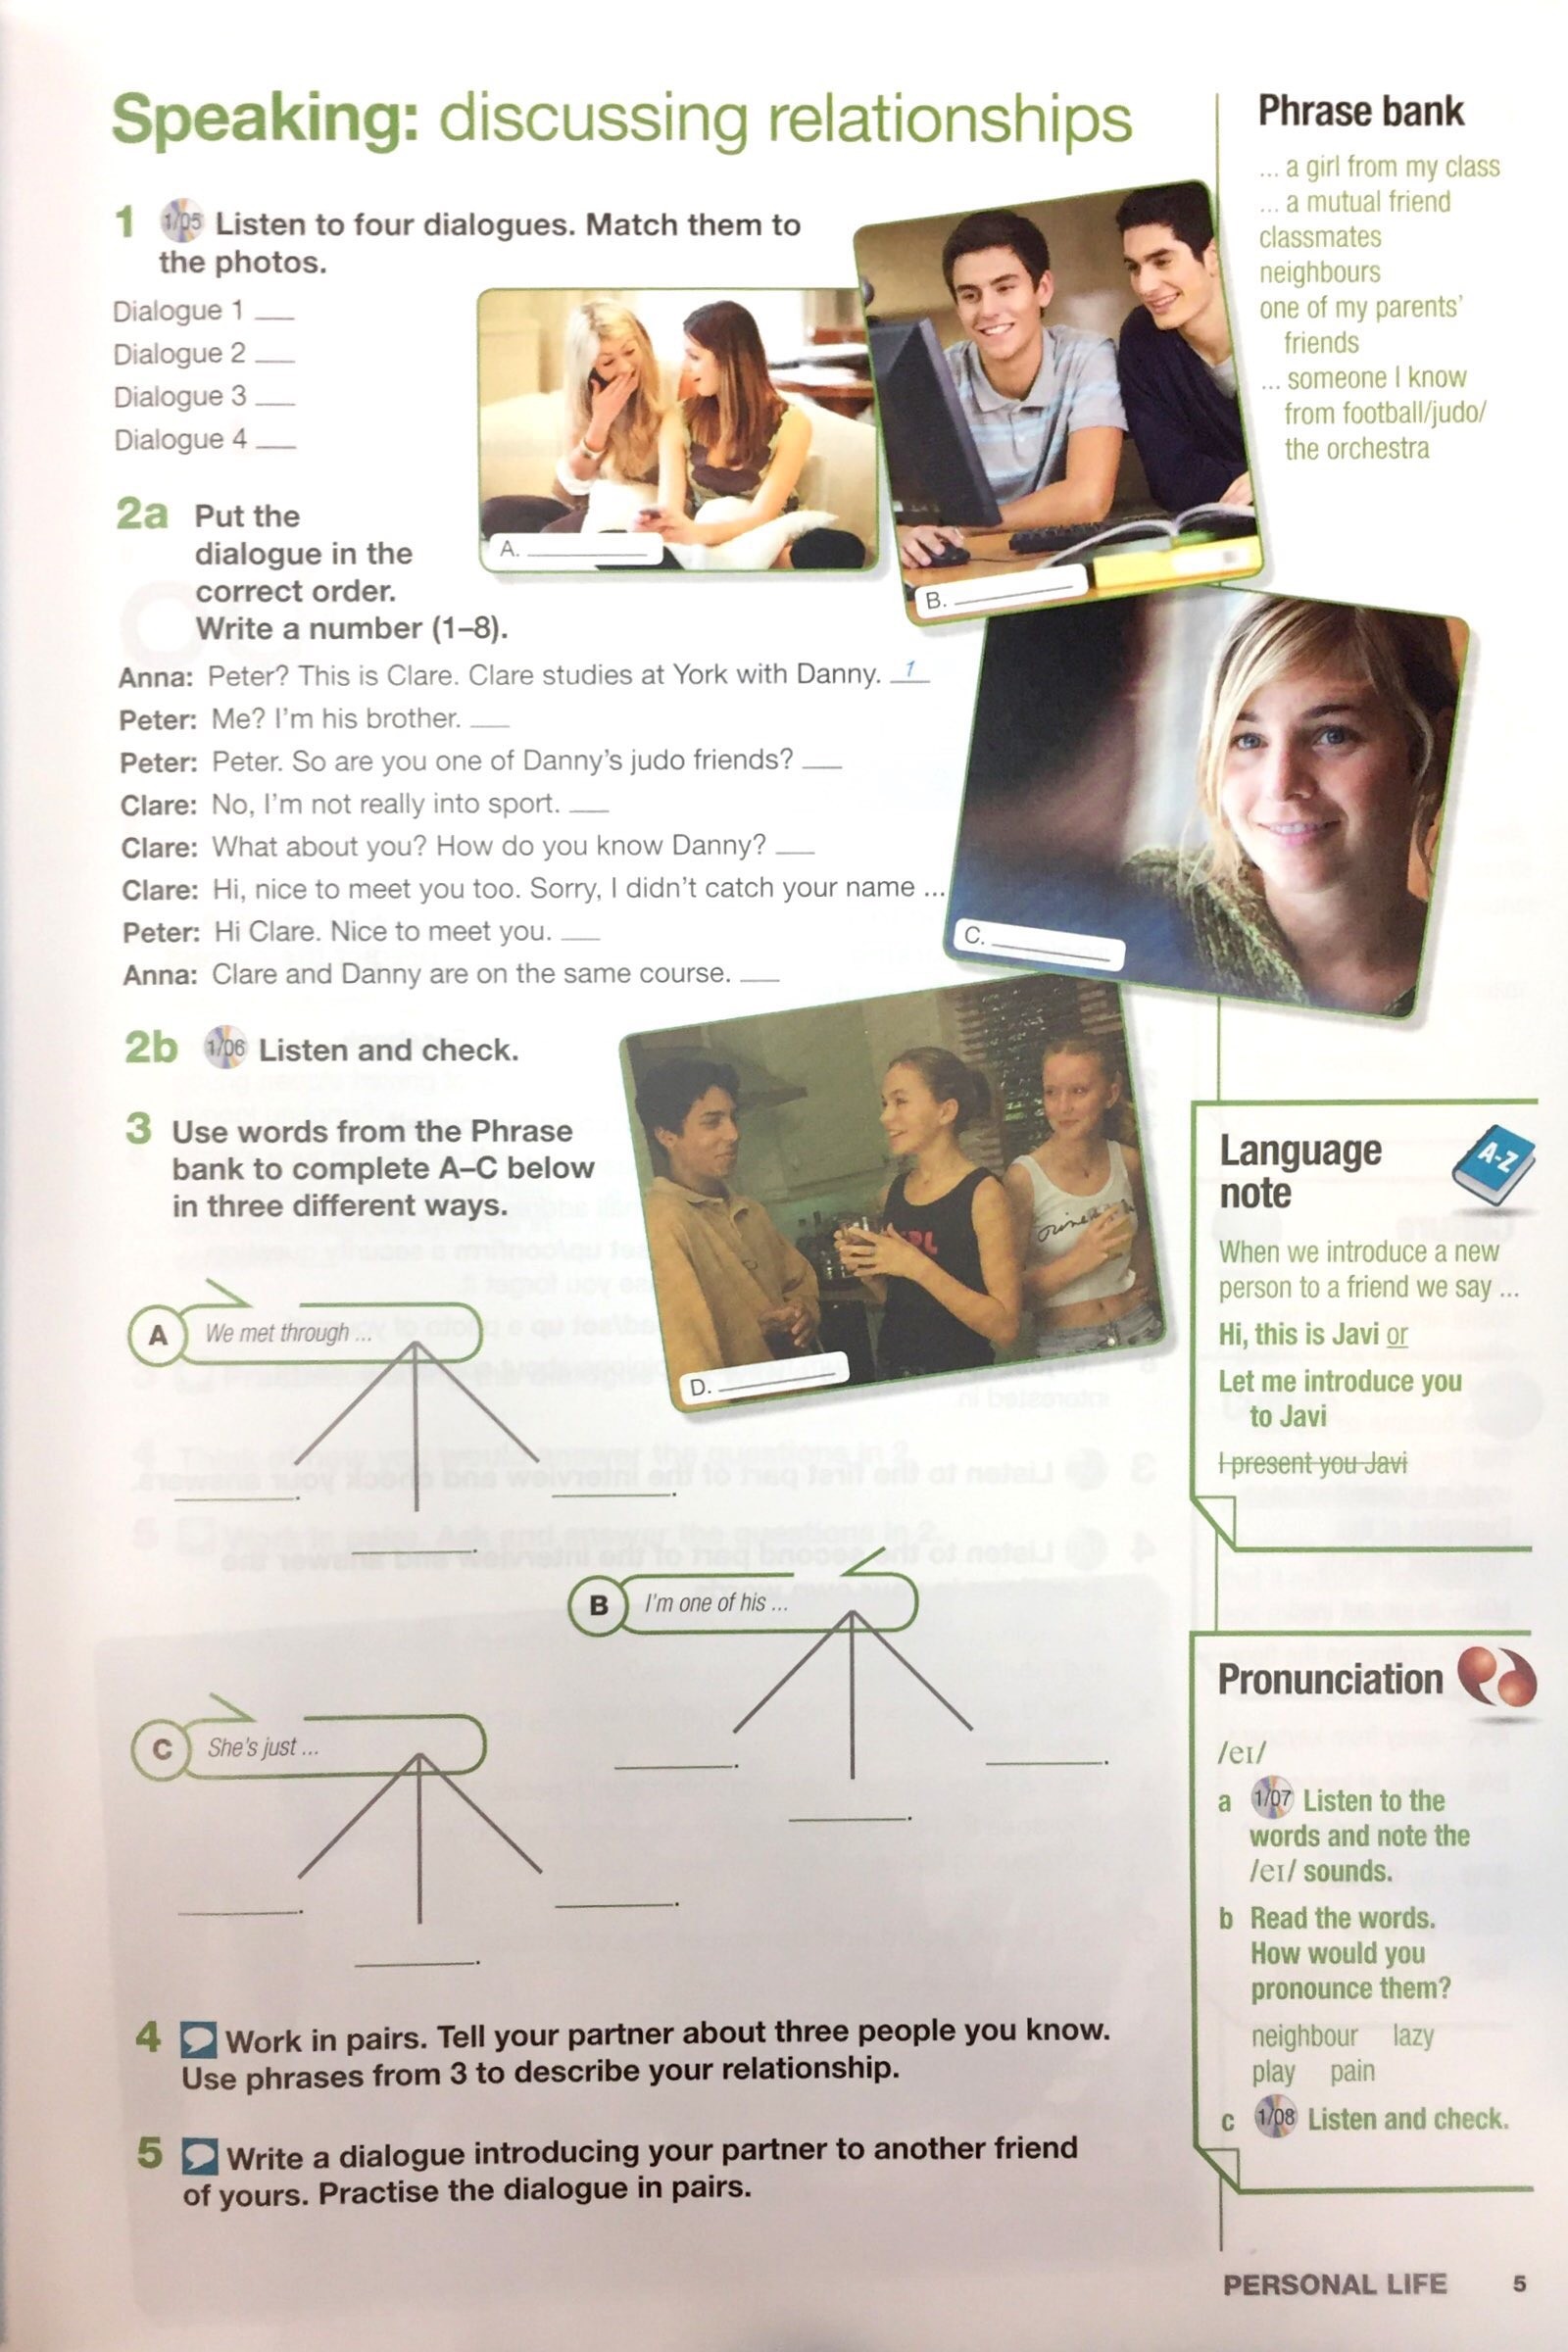 Speaking: discussing relationships
1 1/05 Listen to four dialogues. Match them to
the photos.
Dialogue 1 ___
Dialogue 2 ___
Dialogue 3 ___
Dialogue 4 ___
A. ___
B. ___
2a Put the
dialogue in the
correct order.
Write a number (1–8).
Anna: Peter? This is Clare. Clare studies at York with Danny. 1
Peter: Me? I'm his brother. ___
Peter: Peter. So are you one of Danny's judo friends? ___
Clare: No, I'm not really into sport. ___
Clare: What about you? How do you know Danny? ___
Clare: Hi, nice to meet you too. Sorry, I didn't catch your name ...
Peter: Hi Clare. Nice to meet you. ___
Anna: Clare and Danny are on the same course. ___
C. ___
2b 1/06 Listen and check.
3 Use words from the Phrase
bank to complete A–C below
in three different ways.
D. ___
A We met through ...
B I'm one of his ...
C She's just ...
4 Work in pairs. Tell your partner about three people you know.
Use phrases from 3 to describe your relationship.
5 Write a dialogue introducing your partner to another friend
of yours. Practise the dialogue in pairs.
Phrase bank
... a girl from my class
... a mutual friend
classmates
neighbours
one of my parents'
friends
... someone I know
from football/judo/
the orchestra
Language
note
A-Z
When we introduce a new
person to a friend we say ...
Hi, this is Javi or
Let me introduce you
to Javi
I present you Javi
Pronunciation
/eɪ/
a 1/07 Listen to the
words and note the
/eɪ/ sounds.
b Read the words.
How would you
pronounce them?
neighbour lazy
play pain
c 1/08 Listen and check.
PERSONAL LIFE 5